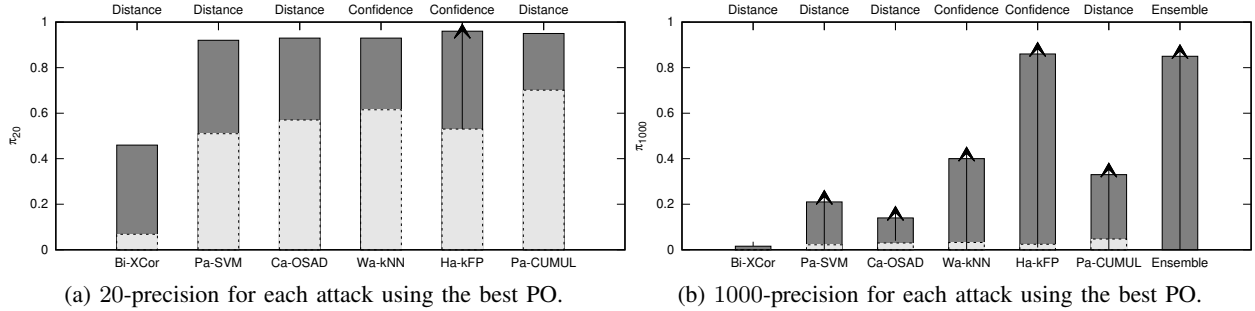 Distance Distance Distance Confidence Confidence Distance
1
0.8
0.6
0.4
0.2
0
π20
Bi-XCor Pa-SVM Ca-OSAD Wa-kNN Ha-kFP Pa-CUMUL
(a) 20-precision for each attack using the best PO.
Distance Distance Distance Confidence Confidence Distance Ensemble
1
0.8
0.6
0.4
0.2
0
π1000
Bi-XCor Pa-SVM Ca-OSAD Wa-kNN Ha-kFP Pa-CUMUL Ensemble
(b) 1000-precision for each attack using the best PO.